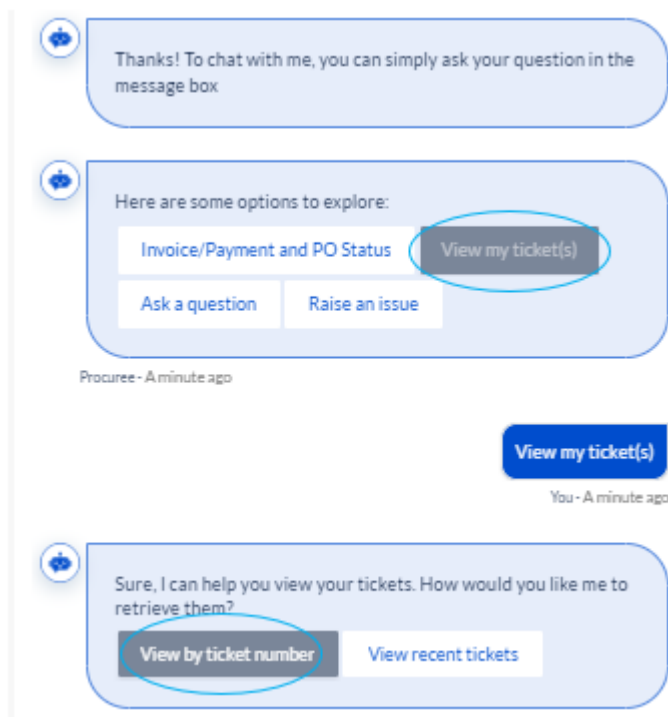 Thanks! To chat with me, you can simply ask your question in the
message box
Here are some options to explore:
Invoice/Payment and PO Status View my ticket(s)
Ask a question Raise an issue
Procuree - A minute ago
View my ticket(s)
You - A minute ago
Sure, I can help you view your tickets. How would you like me to
retrieve them?
View by ticket number View recent tickets